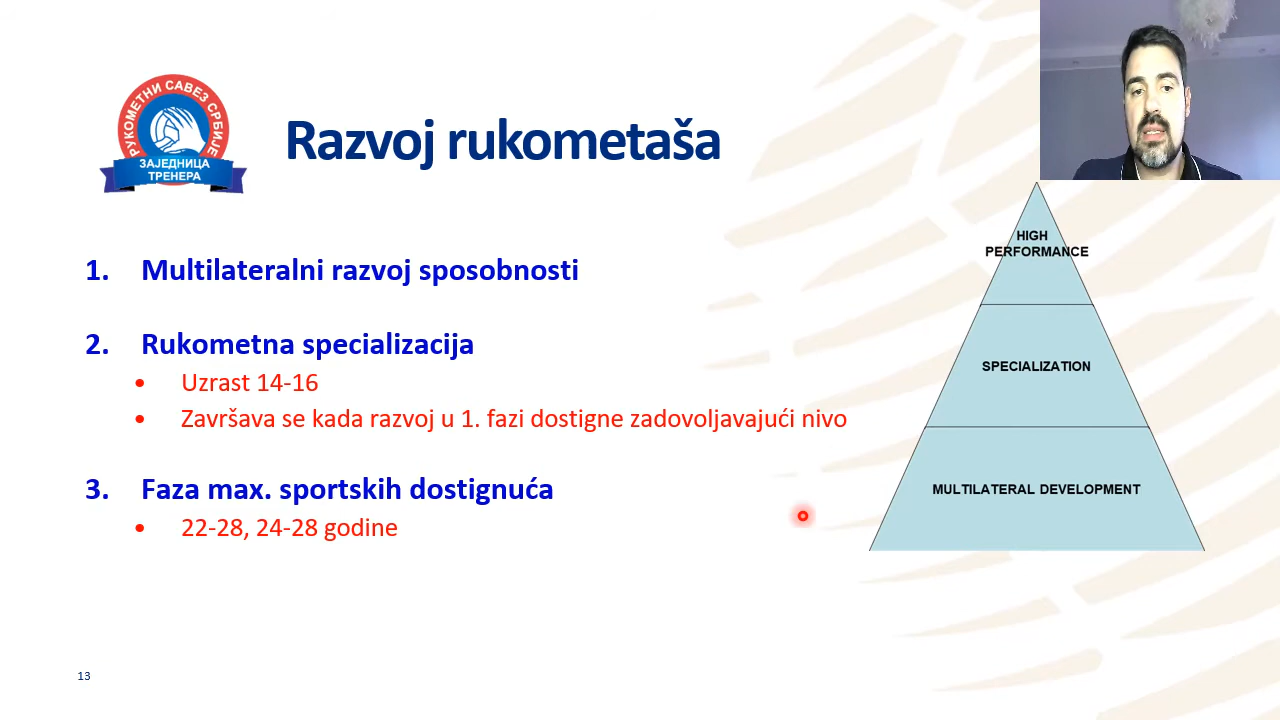 РУКОМЕТНИ САВЕЗ СРБИЈЕ
ЗАЈЕДНИЦА
ТРЕНЕРА
Razvoj rukometaša
1. Multilateralni razvoj sposobnosti
2. Rukometna specializacija
• Uzrast 14-16
• Završava se kada razvoj u 1. fazi dostigne zadovoljavajući nivo
3. Faza max. sportskih dostignuća
• 22-28, 24-28 godine
HIGH
PERFORMANCE
SPECIALIZATION
MULTILATERAL DEVELOPMENT
13